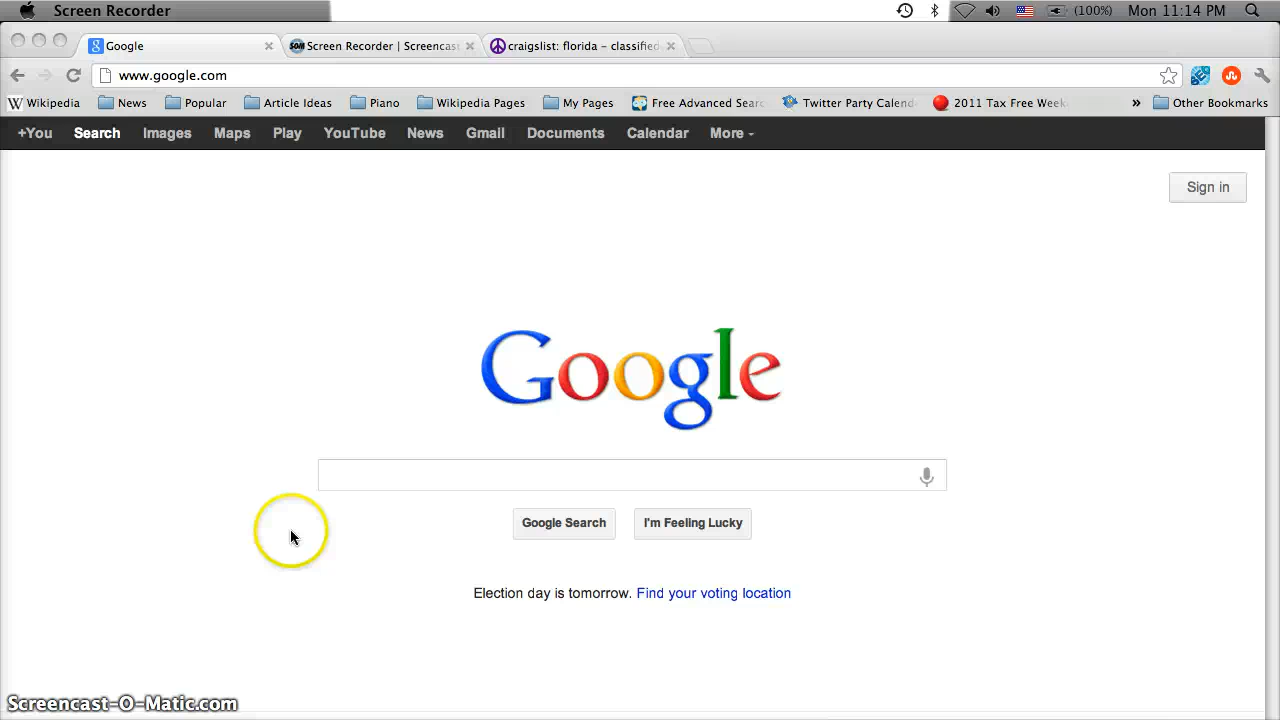 Screen Recorder
(100%) Mon 11:14 PM
Google
Screen Recorder | Screencast
craigslist: florida – classified
www.google.com
Wikipedia News Popular Article Ideas Piano Wikipedia Pages My Pages Free Advanced Sear Twitter Party Calend 2011 Tax Free Week » Other Bookmarks
+You Search Images Maps Play YouTube News Gmail Documents Calendar More
Sign in
Google
Google Search I'm Feeling Lucky
Election day is tomorrow. Find your voting location
Screencast-O-Matic.com